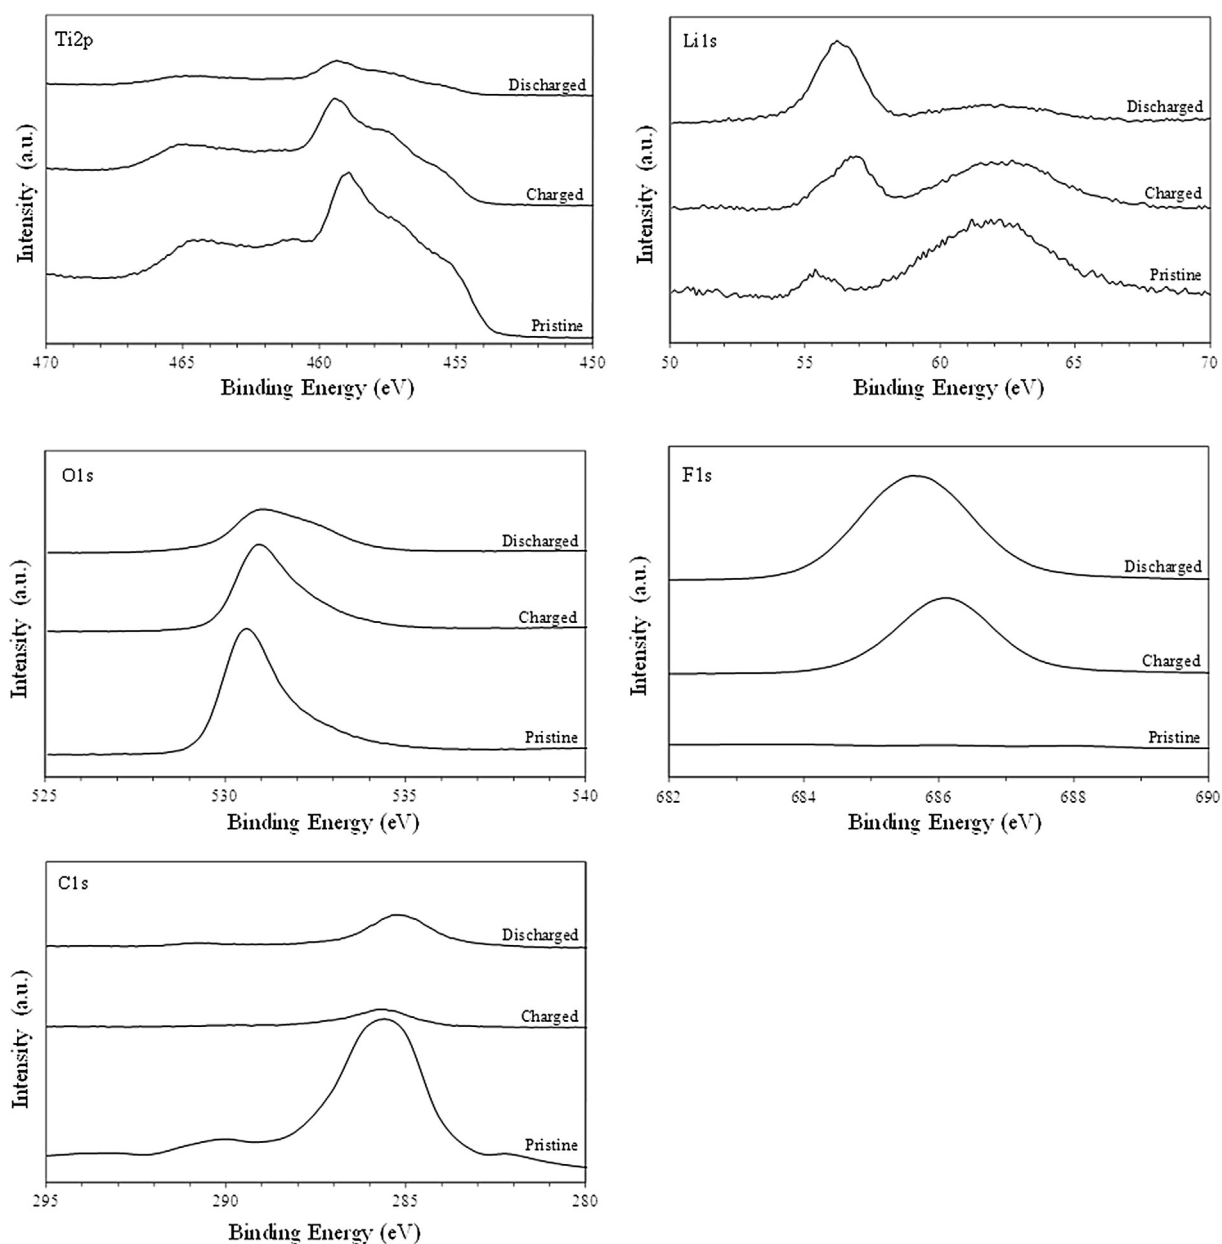 Ti2p
Discharged
Charged
Pristine
Intensity (a.u.)
470 465 460 455 450
Binding Energy (eV)
Li1s
Discharged
Charged
Pristine
Intensity (a.u.)
50 55 60 65 70
Binding Energy (eV)
O1s
Discharged
Charged
Pristine
Intensity (a.u.)
525 530 535 540
Binding Energy (eV)
F1s
Discharged
Charged
Pristine
Intensity (a.u.)
682 684 686 688 690
Binding Energy (eV)
C1s
Discharged
Charged
Pristine
Intensity (a.u.)
295 290 285 280
Binding Energy (eV)